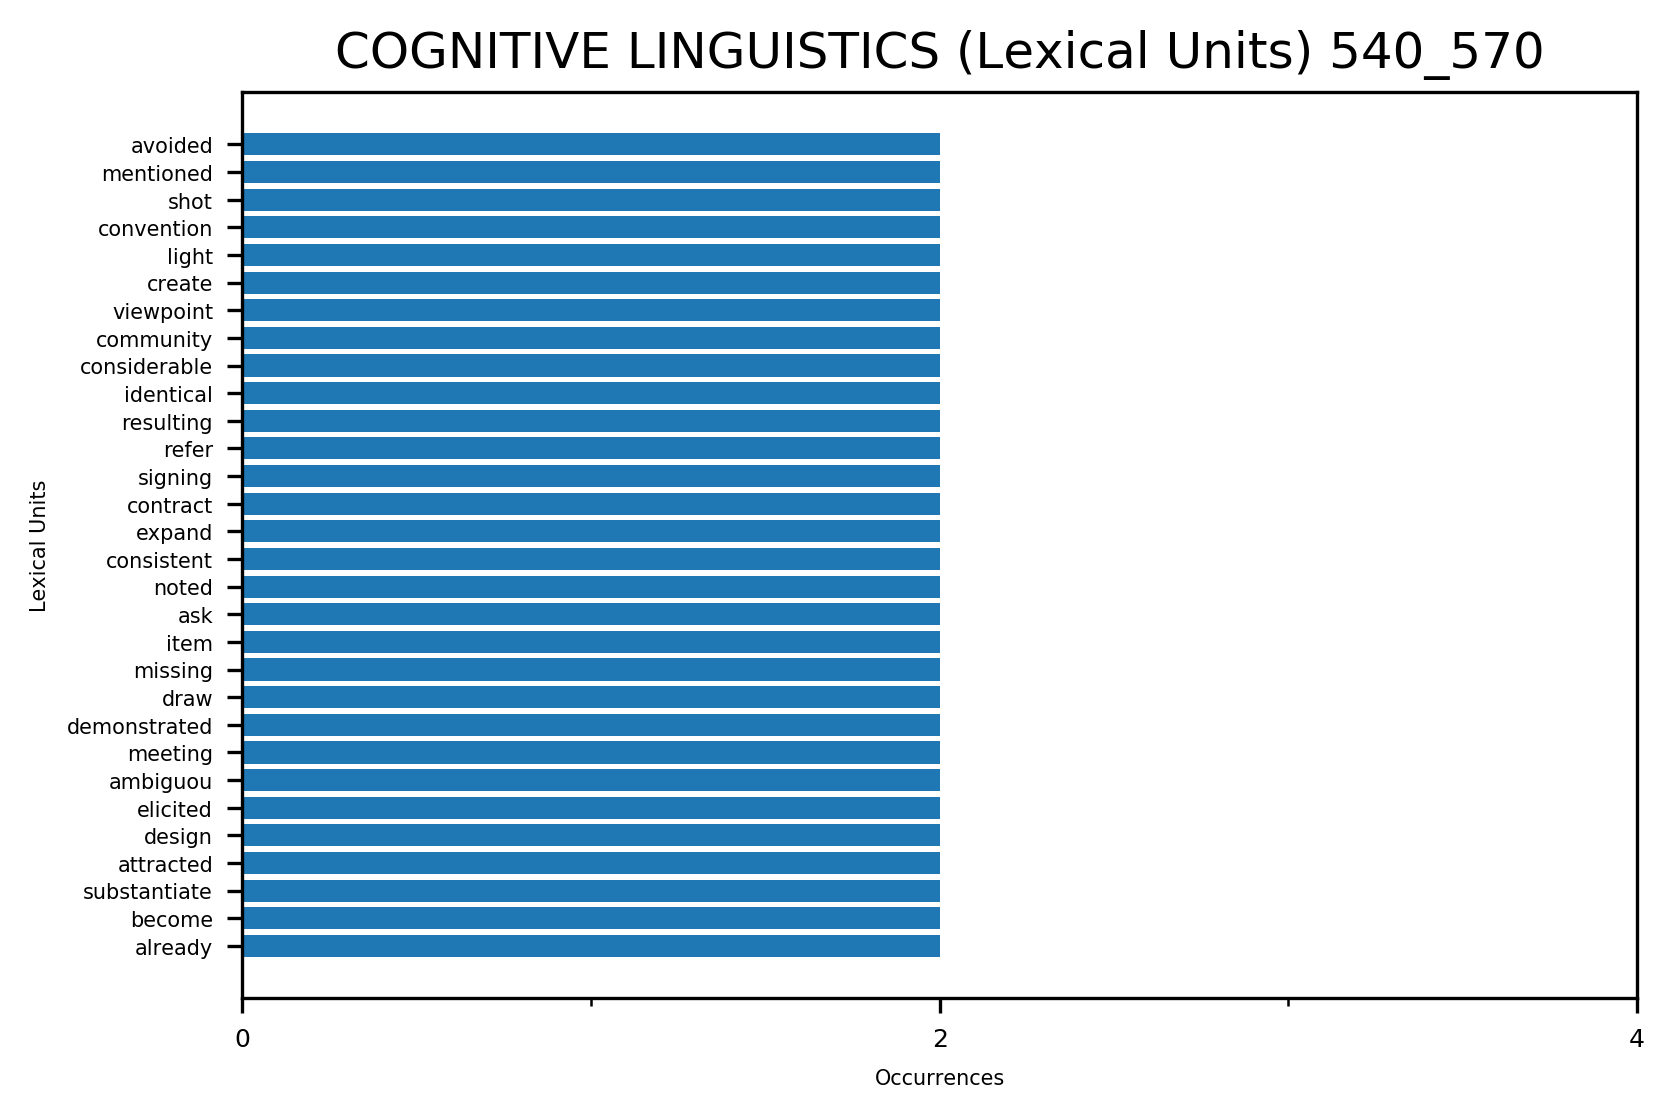 COGNITIVE LINGUISTICS (Lexical Units) 540_570
avoided
mentioned
shot
convention
light
create
viewpoint
community
considerable
identical
resulting
refer
signing
contract
expand
consistent
noted
ask
item
missing
draw
demonstrated
meeting
ambiguou
elicited
design
attracted
substantiate
become
already
Lexical Units
0 2 4
Occurrences